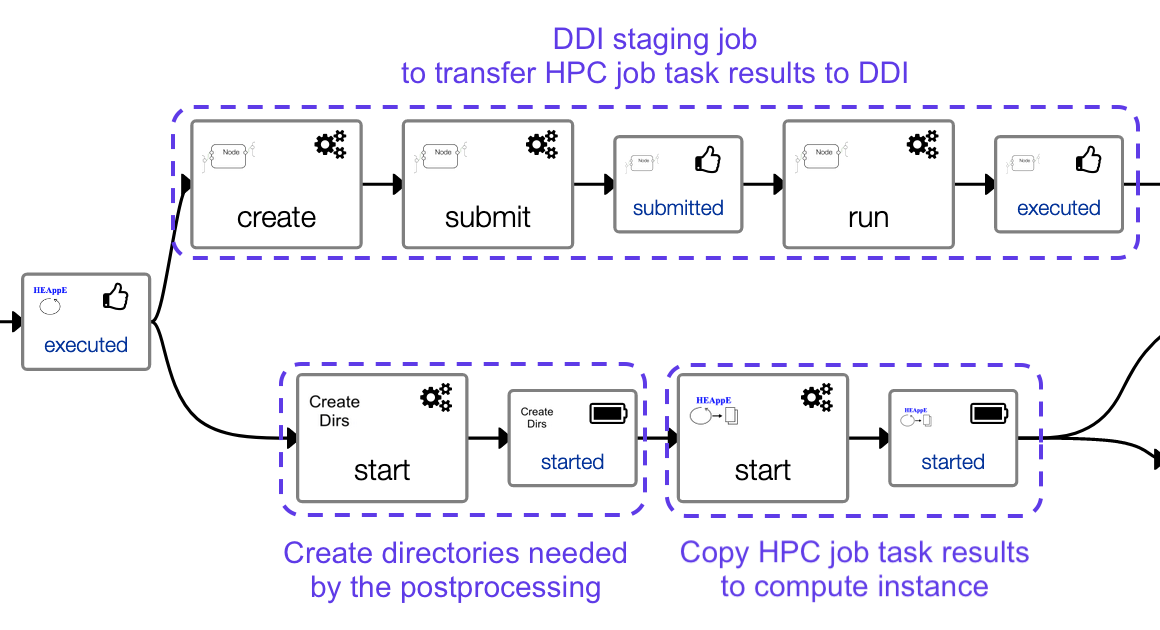 DDI staging job
to transfer HPC job task results to DDI
Node
create
Node
submit
Node
submitted
Node
run
Node
executed
HEAppE
executed
Create
Dirs
start
Create
Dirs
started
HEAppE
start
HEAppE
started
Create directories needed
by the postprocessing
Copy HPC job task results
to compute instance